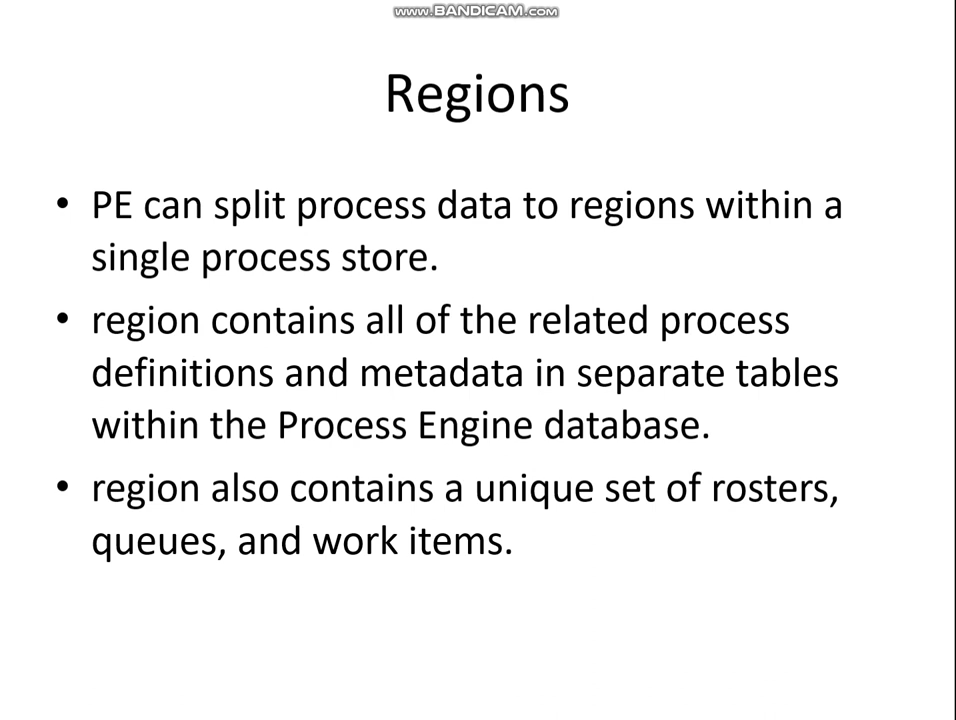 www.BANDICAM.com
Regions
• PE can split process data to regions within a
single process store.
• region contains all of the related process
definitions and metadata in separate tables
within the Process Engine database.
• region also contains a unique set of rosters,
queues, and work items.